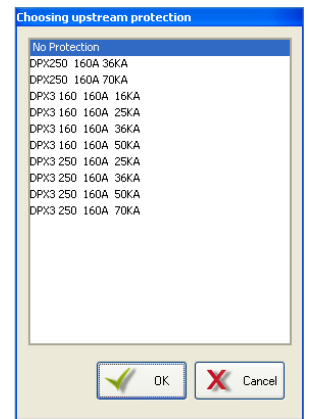 Choosing upstream protection
No Protection
DPX250 160A 36KA
DPX250 160A 70KA
DPX3 160 160A 16KA
DPX3 160 160A 25KA
DPX3 160 160A 36KA
DPX3 160 160A 50KA
DPX3 250 160A 25KA
DPX3 250 160A 36KA
DPX3 250 160A 50KA
DPX3 250 160A 70KA
OK Cancel